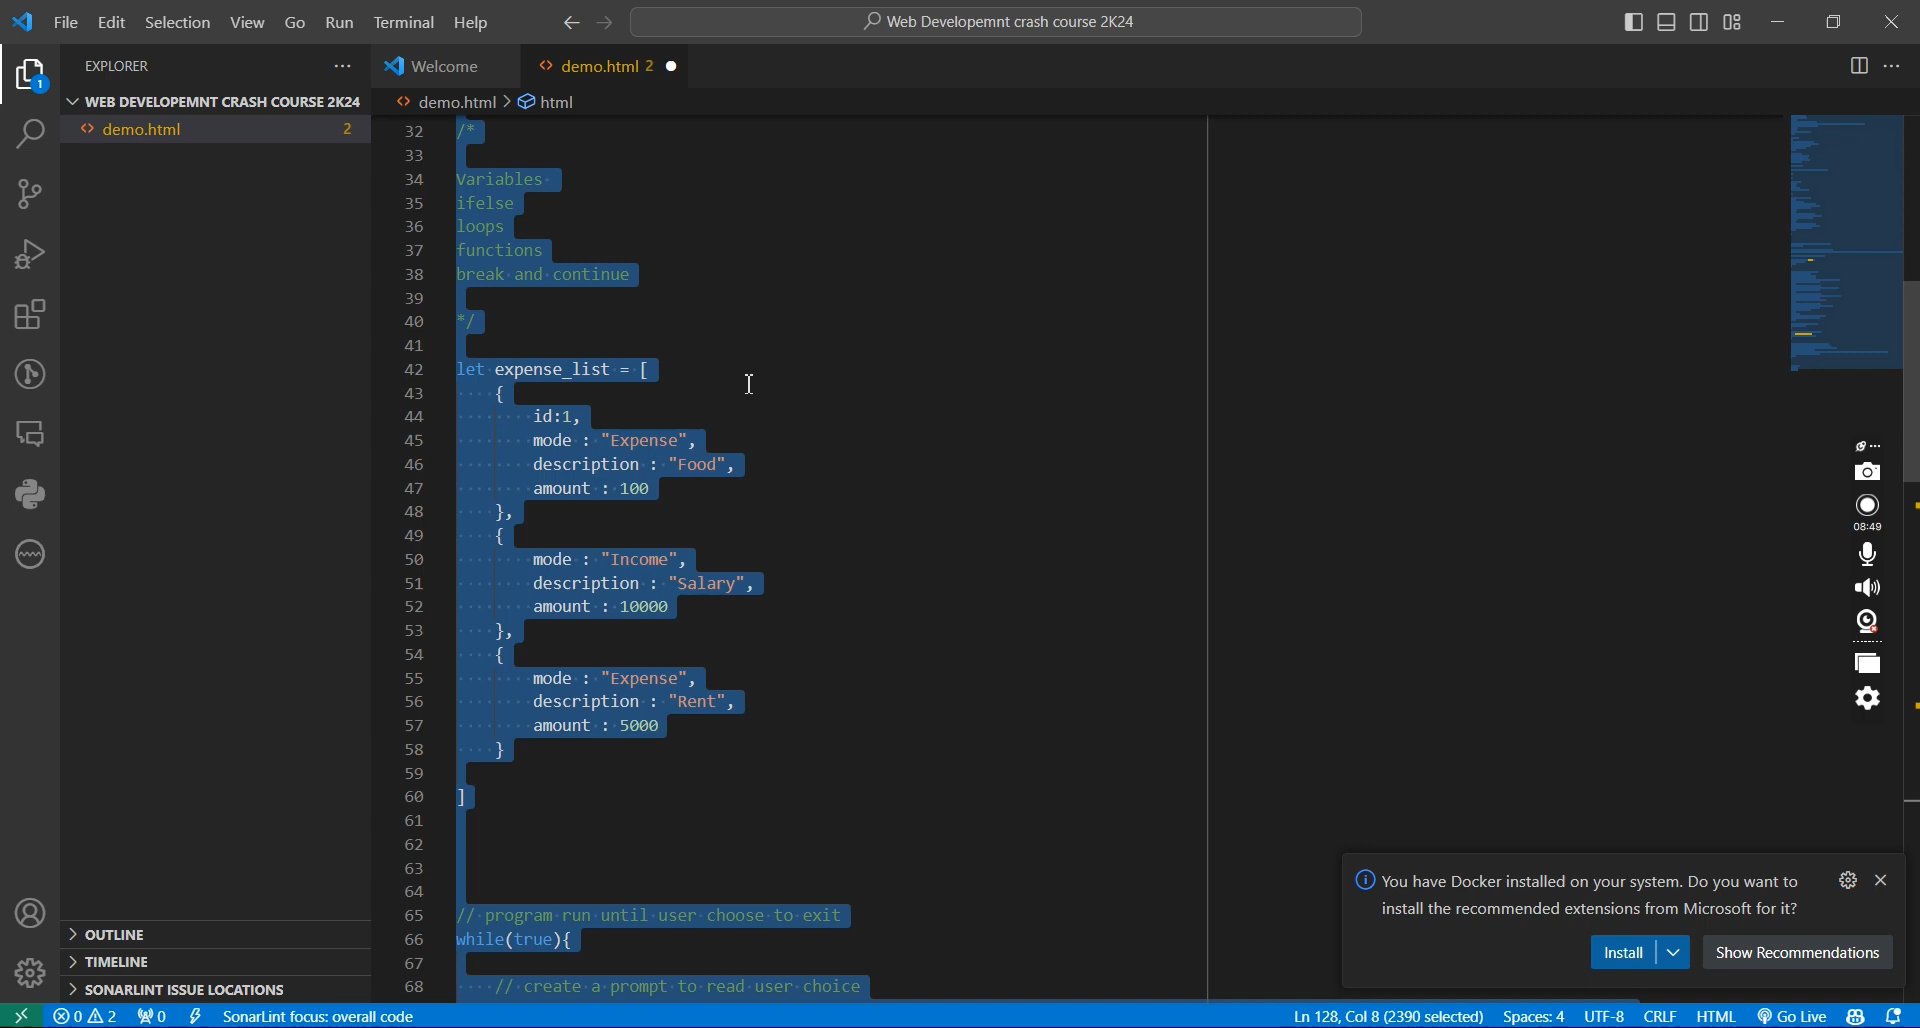 File Edit Selection View Go Run Terminal Help
Web Developemnt crash course 2K24
EXPLORER
Welcome
demo.html 2
WEB DEVELOPEMNT CRASH COURSE 2K24
demo.html > html
demo.html 2
1
32 /*
33
34 Variables
35 ifelse
36 loops
37 functions
38 break and continue
39
40 */
41
42 let expense_list = [
43 {
44 id:1,
45 mode : "Expense",
46 description : "Food",
47 amount : 100
48 },
49 {
50 mode : "Income",
51 description : "Salary",
52 amount : 10000
53 },
54 {
55 mode : "Expense",
56 description : "Rent",
57 amount : 5000
58 }
59
60 ]
61
62
63
64
65 // program run until user choose to exit
66 while(true){
67
68 // create a prompt to read user choice
08:49
You have Docker installed on your system. Do you want to
install the recommended extensions from Microsoft for it?
Install
Show Recommendations
OUTLINE
TIMELINE
SONARLINT ISSUE LOCATIONS
0 2 0 SonarLint focus: overall code
Ln 128, Col 8 (2390 selected) Spaces: 4 UTF-8 CRLF HTML Go Live